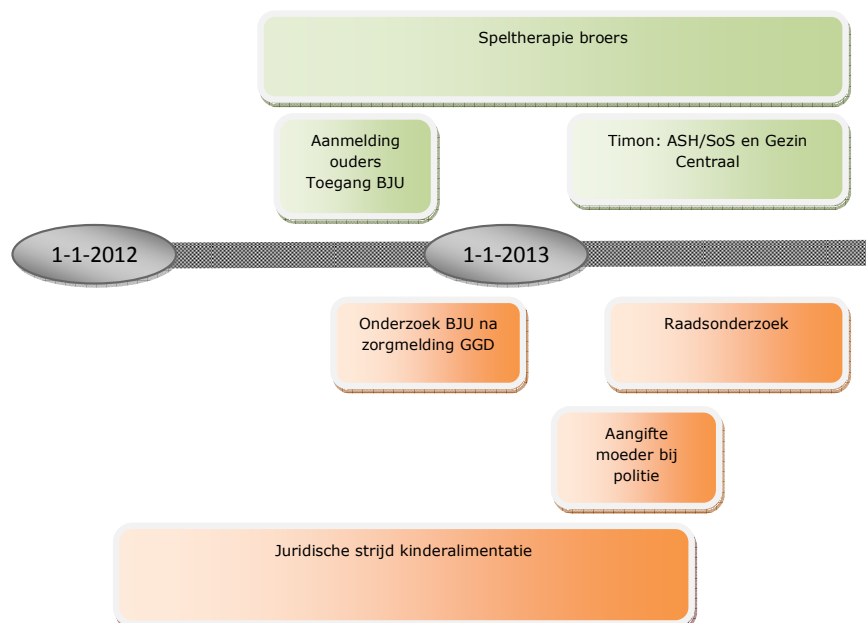 Speltherapie broers
Aanmelding
ouders
Toegang BJU
Timon: ASH/SoS en Gezin
Centraal
1-1-2012
1-1-2013
Onderzoek BJU na
zorgmelding GGD
Raadsonderzoek
Aangifte
moeder bij
politie
Juridische strijd kinderalimentatie